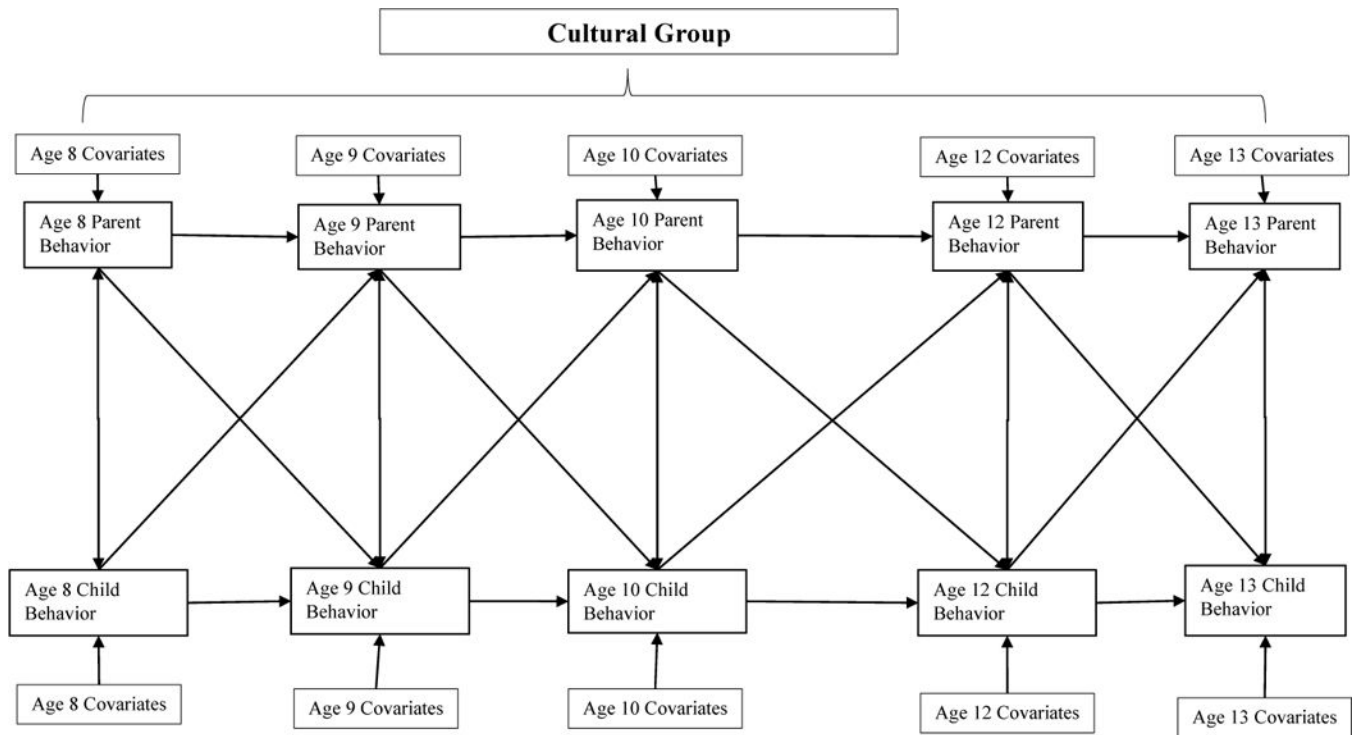 Cultural Group
Age 8 Covariates
Age 9 Covariates
Age 10 Covariates
Age 12 Covariates
Age 13 Covariates
Age 8 Parent
Behavior
Age 9 Parent
Behavior
Age 10 Parent
Behavior
Age 12 Parent
Behavior
Age 13 Parent
Behavior
Age 8 Child
Behavior
Age 9 Child
Behavior
Age 10 Child
Behavior
Age 12 Child
Behavior
Age 13 Child
Behavior
Age 8 Covariates
Age 9 Covariates
Age 10 Covariates
Age 12 Covariates
Age 13 Covariates